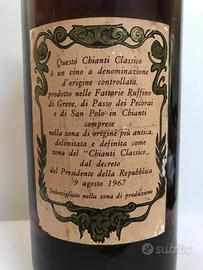 Questo Chianti Classico
è un vino a denominazione
d'origine controllata,
prodotto nelle Fattorie Ruffino
di Greve, di Passo dei Pecorai
e di San Polo in Chianti
comprese
nella zona di origine più antica,
delimitata e definita come
zona del "Chianti Classico„
dal decreto
del Presidente della Repubblica
9 agosto 1967
Imbottigliato nella zona di produzione
subito.it